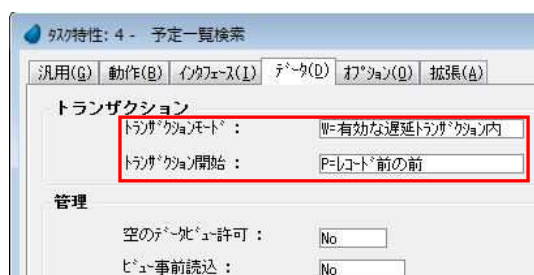 ﾀｽｸ特性: 4 -   予定一覧検索
汎用(G) 動作(B) ｲﾝﾀﾌｪｰｽ(I) ﾃﾞｰﾀ(D) ｵﾌﾟｼｮﾝ(O) 拡張(A)
トランザクション
ﾄﾗﾝｻﾞｸｼｮﾝﾓｰﾄﾞ : W=有効な遅延ﾄﾗﾝｻﾞｸｼｮﾝ内
ﾄﾗﾝｻﾞｸｼｮﾝ開始 : P=ﾚｺｰﾄﾞ前の前
管理
空のﾃﾞｰﾀﾋﾞｭｰ許可 : No
ﾋﾞｭｰ事前読込 : No